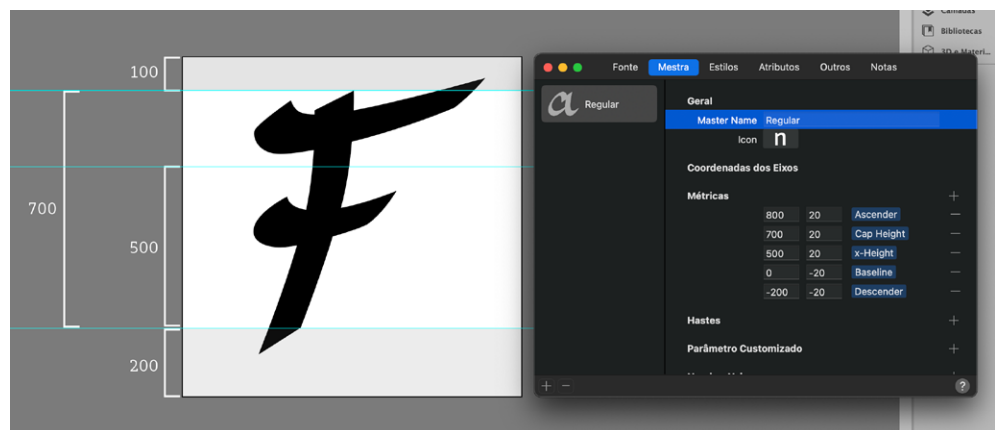 Camadas
Bibliotecas
3D e Materi...
100
700
500
200
F
Fonte Mestra Estilos Atributos Outros Notas
a Regular
Geral
Master Name Regular
Icon n
Coordenadas dos Eixos
Métricas
800 20 Ascender
700 20 Cap Height
500 20 x-Height
0 -20 Baseline
-200 -20 Descender
Hastes
Parâmetro Customizado
?